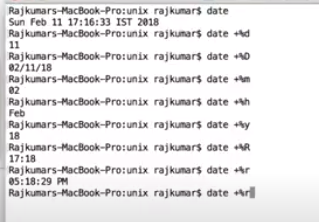 Rajkumars-MacBook-Pro:unix rajkumar$ date
Sun Feb 11 17:16:33 IST 2018
Rajkumars-MacBook-Pro:unix rajkumar$ date +%d
11
Rajkumars-MacBook-Pro:unix rajkumar$ date +%D
02/11/18
Rajkumars-MacBook-Pro:unix rajkumar$ date +%m
02
Rajkumars-MacBook-Pro:unix rajkumar$ date +%h
Feb
Rajkumars-MacBook-Pro:unix rajkumar$ date +%y
18
Rajkumars-MacBook-Pro:unix rajkumar$ date +%R
17:18
Rajkumars-MacBook-Pro:unix rajkumar$ date +%r
05:18:29 PM
Rajkumars-MacBook-Pro:unix rajkumar$ date +%r